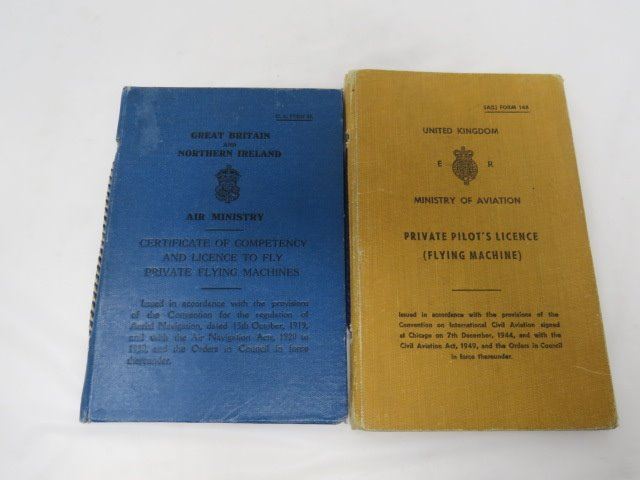 GREAT BRITAIN
AND
NORTHERN IRELAND
AIR MINISTRY
CERTIFICATE OF COMPETENCY
AND LICENCE TO FLY
PRIVATE FLYING MACHINES
Issued in accordance with the provisions
of the Convention for the regulation of
Aerial Navigation, dated 13th October, 1919,
and with the Air Navigation Acts, 1920 to
and the Orders in Council in force
thereunder.
CA(L) FORM 148
UNITED KINGDOM
E R
MINISTRY OF AVIATION
PRIVATE PILOT'S LICENCE
(FLYING MACHINE)
Issued in accordance with the provisions of the
Convention on International Civil Aviation signed
at Chicago on 7th December, 1944, and with the
Civil Aviation Act, 1949, and the Orders in Council
in force thereunder.